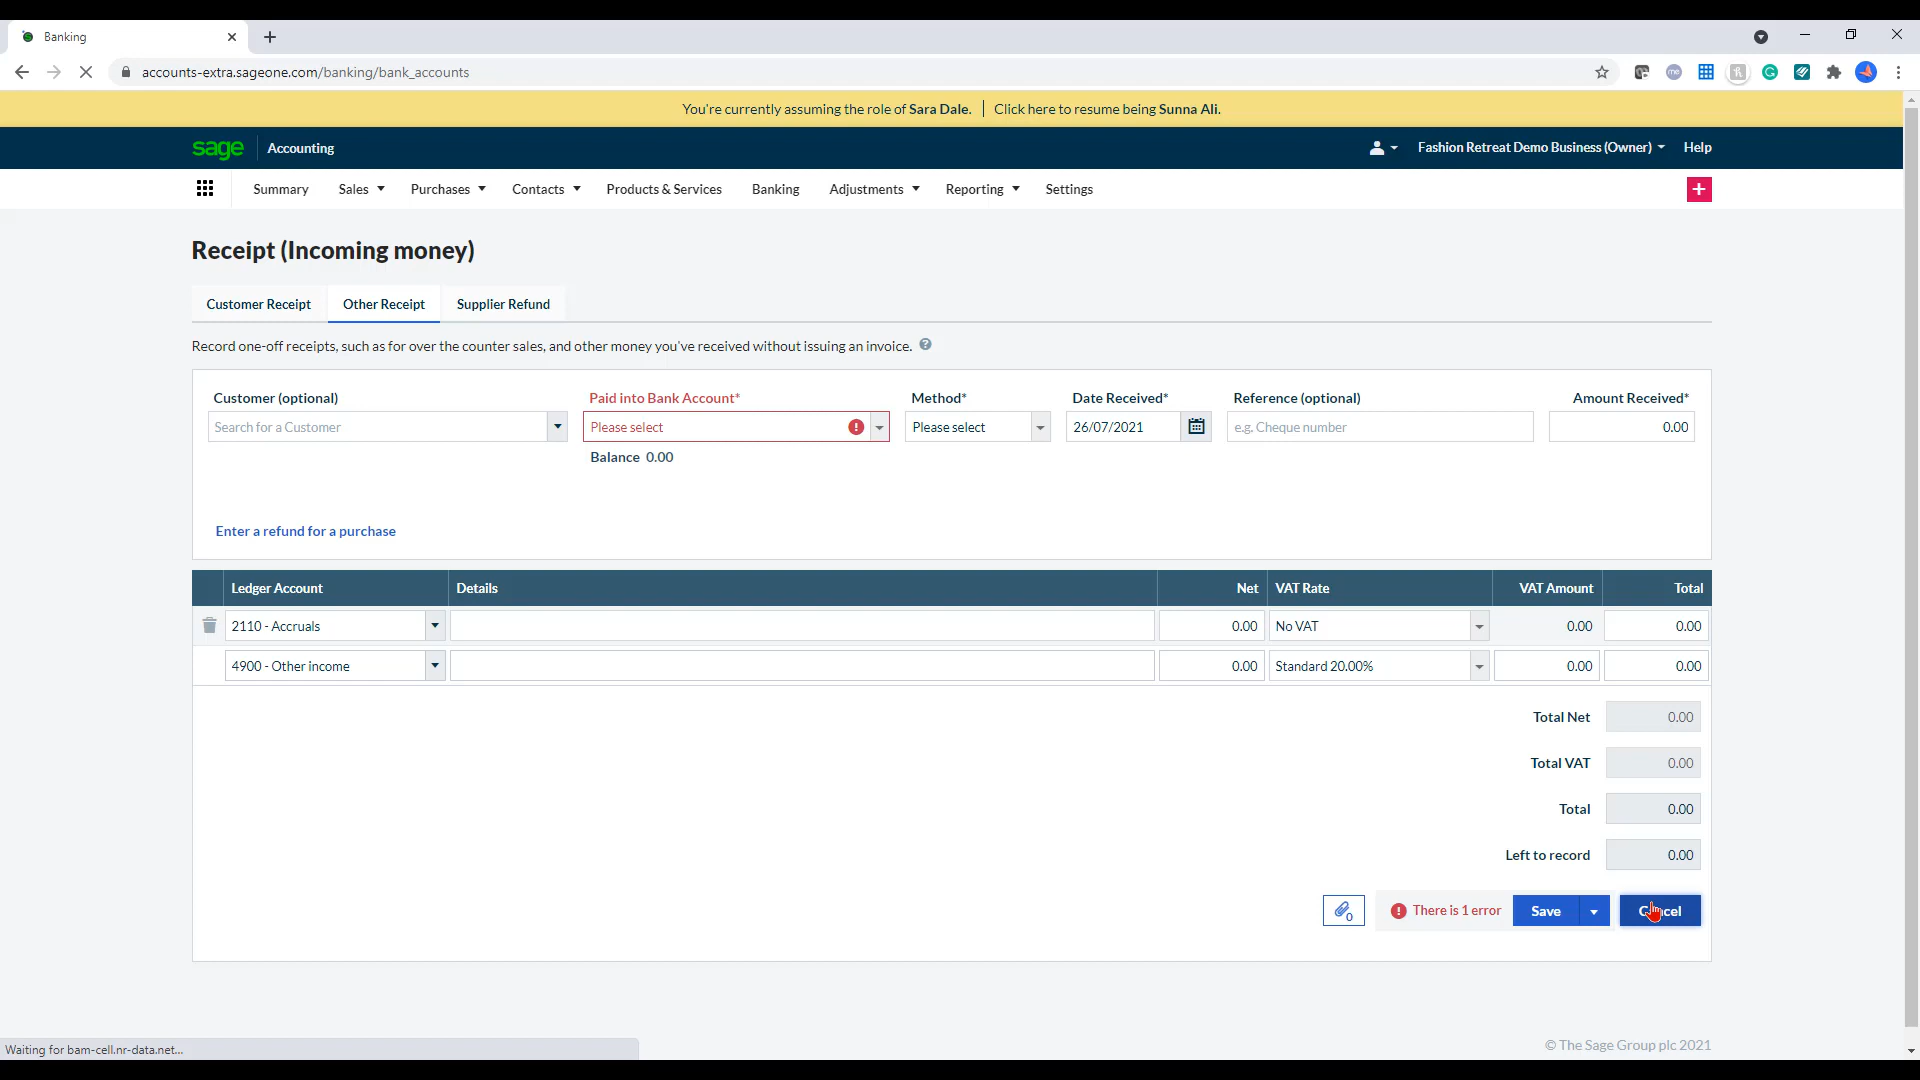 Banking
accounts-extra.sageone.com/banking/bank_accounts
You're currently assuming the role of Sara Dale. Click here to resume being Sunna Ali.
sage Accounting Fashion Retreat Demo Business (Owner) Help
Summary Sales Purchases Contacts Products & Services Banking Adjustments Reporting Settings
Receipt (Incoming money)
Customer Receipt Other Receipt Supplier Refund
Record one-off receipts, such as for over the counter sales, and other money you've received without issuing an invoice.
Customer (optional) Paid into Bank Account* Method* Date Received* Reference (optional) Amount Received*
Search for a Customer Please select Please select 26/07/2021 e.g. Cheque number 0.00
Balance 0.00
Enter a refund for a purchase
Ledger Account Details Net VAT Rate VAT Amount Total
2110 - Accruals 0.00 No VAT 0.00 0.00
4900 - Other income 0.00 Standard 20.00% 0.00 0.00
Total Net 0.00
Total VAT 0.00
Total 0.00
Left to record 0.00
0 There is 1 error Save Cancel
Waiting for bam-cell.nr-data.net...
© The Sage Group plc 2021